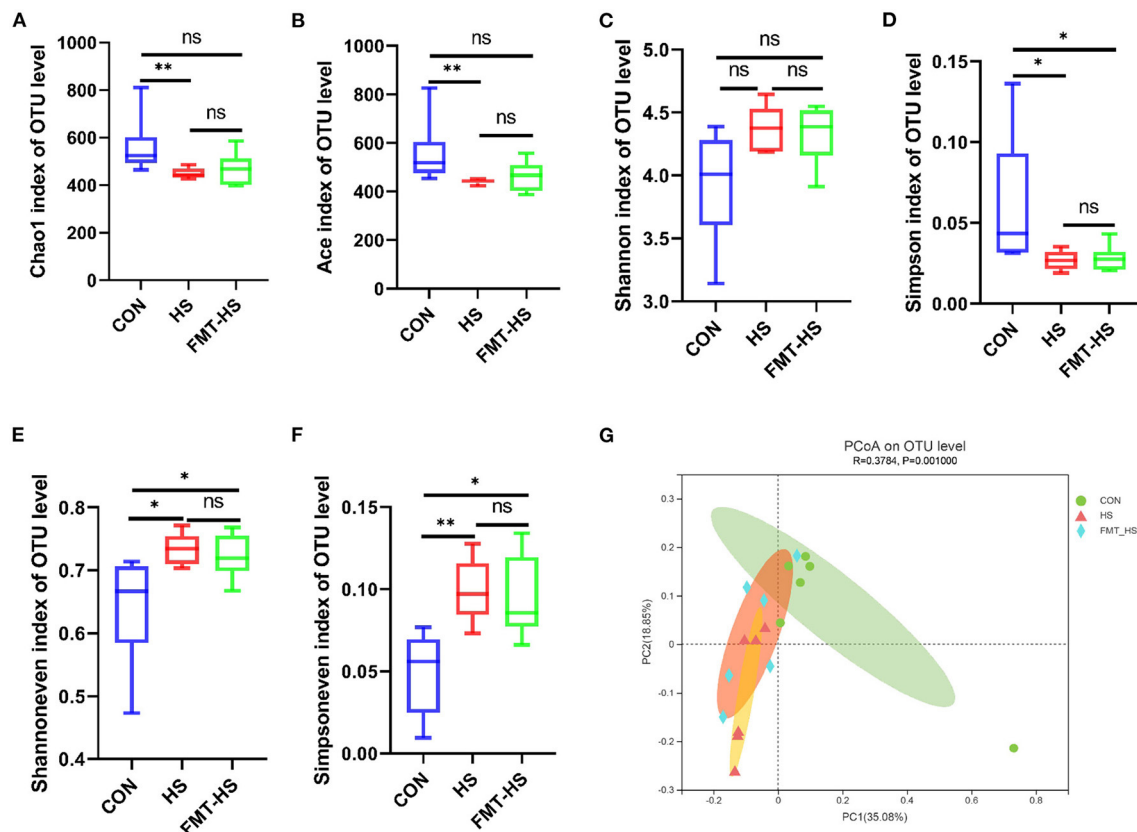 A
Chao1 index of OTU level
1000
800
600
400
200
0
ns
**
ns
CON
HS
FMT-HS
B
Ace index of OTU level
1000
800
600
400
200
0
ns
**
ns
CON
HS
FMT-HS
C
Shannon index of OTU level
5.0
4.5
4.0
3.5
3.0
ns
ns
ns
CON
HS
FMT-HS
D
Simpson index of OTU level
0.15
0.10
0.05
0.00
*
*
ns
CON
HS
FMT-HS
E
Shannoneven index of OTU level
0.8
0.7
0.6
0.5
0.4
*
*
ns
CON
HS
FMT-HS
F
Simpsoneven index of OTU level
0.15
0.10
0.05
0.00
*
**
ns
CON
HS
FMT-HS
G
PCoA on OTU level
R=0.3784, P=0.001000
PC2(18.85%)
0.3
0.2
0.1
0
-0.1
-0.2
-0.3
-0.2
0
0.2
0.4
0.6
0.8
PC1(35.08%)
CON
HS
FMT_HS